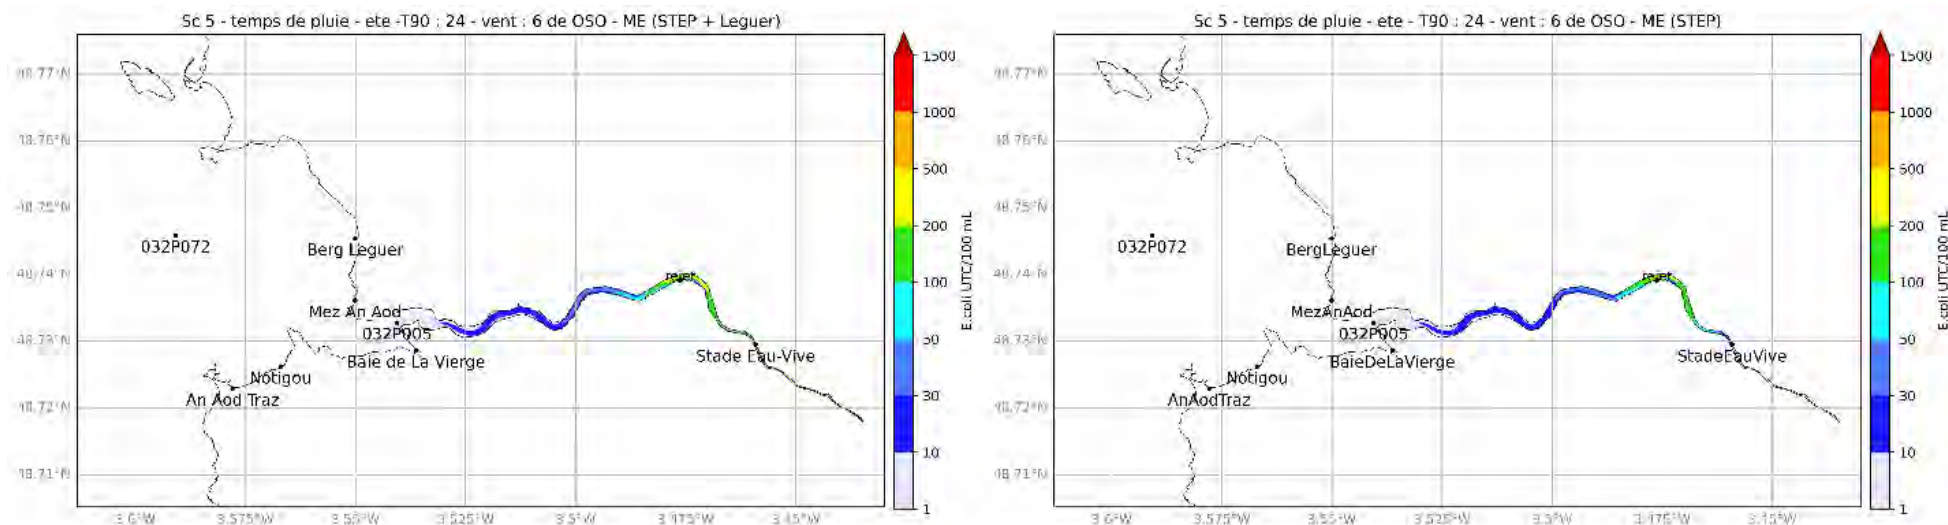 Sc 5 - temps de pluie - ete -T90 : 24 - vent : 6 de OSO - ME (STEP + Leguer)
48.77°N
48.76°N
48.75°N
48.74°N
48.73°N
48.72°N
48.71°N
3.6°W
3.575°W
3.55°W
3.525°W
3.5°W
3.475°W
3.45°W
032P072
Berg Leguer
Mez An Aod
032P005
Baie de La Vierge
Notigou
An Aod Traz
rejet
Stade Eau-Vive
1500
1000
500
200
100
50
30
10
1
E.coli UTC/100 mL
Sc 5 - temps de pluie - ete - T90 : 24 - vent : 6 de OSO - ME (STEP)
48.77°N
48.76°N
48.75°N
48.74°N
48.73°N
48.72°N
48.71°N
3.6°W
3.575°W
3.55°W
3.525°W
3.5°W
3.475°W
3.45°W
032P072
BergLeguer
MezAnAod
032P005
BaieDeLaVierge
Notigou
AnAodTraz
rejet
StadeEauVive
1500
1000
500
200
100
50
30
10
1
E.coli UTC/100 mL